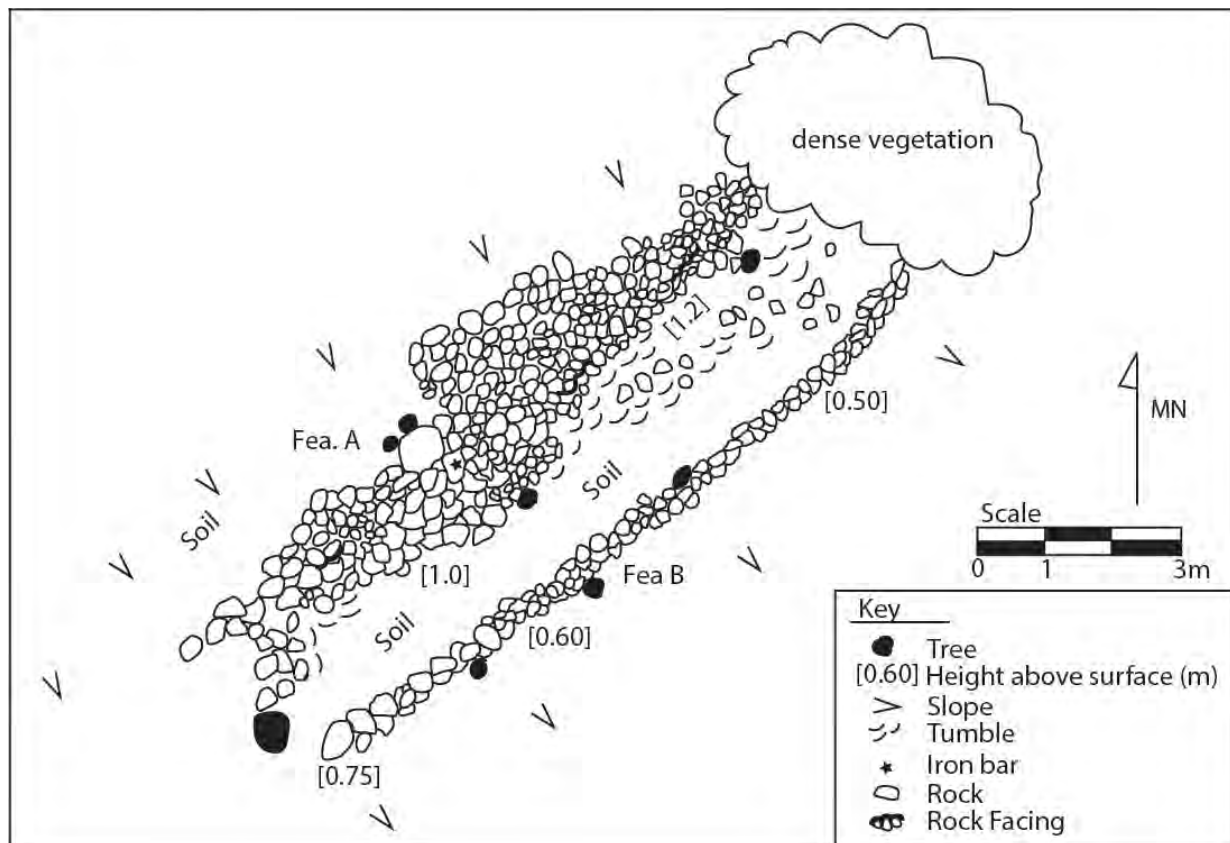 dense vegetation
[1.2]
[0.50]
MN
Fea. A
Soil
Soil
Scale
0 1 3m
[1.0]
Fea B
Soil
[0.60]
[0.75]
Key
Tree
[0.60] Height above surface (m)
Slope
Tumble
Iron bar
Rock
Rock Facing